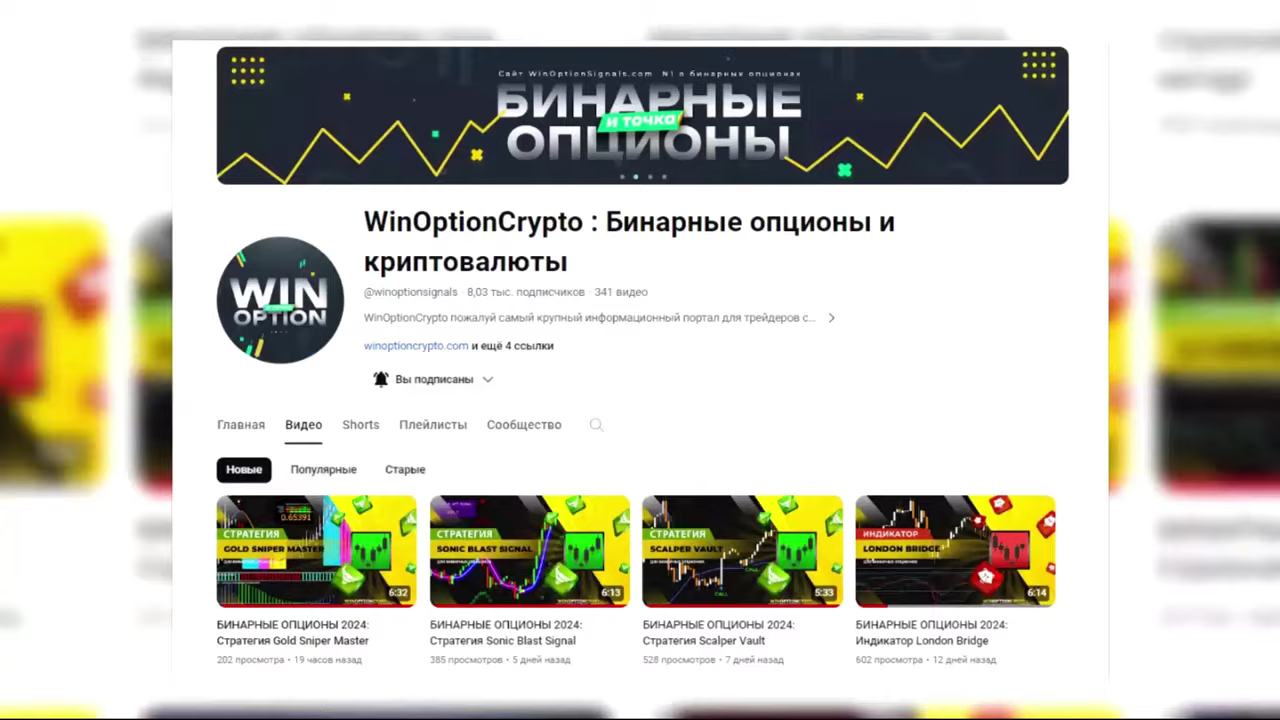 Сайт WinOptionSignals.com N1 о бинарных опционах
БИНАРНЫЕ
и точка
ОПЦИОНЫ
WinOptionCrypto : Бинарные опционы и
криптовалюты
WIN
OPTION
@winoptionsignals · 8,03 тыс. подписчиков · 341 видео
WinOptionCrypto пожалуй самый крупный информационный портал для трейдеров с...
winoptioncrypto.com и ещё 4 ссылки
Вы подписаны
Главная Видео Shorts Плейлисты Сообщество
Новые Популярные Старые
0.65391
СТРАТЕГИЯ
GOLD SNIPER MASTER
6:32
СТРАТЕГИЯ
SONIC BLAST SIGNAL
6:13
СТРАТЕГИЯ
SCALPER VAULT
CALL
CALL
5:33
ИНДИКАТОР
LONDON BRIDGE
6:14
БИНАРНЫЕ ОПЦИОНЫ 2024:
Стратегия Gold Sniper Master
202 просмотра • 19 часов назад
БИНАРНЫЕ ОПЦИОНЫ 2024:
Стратегия Sonic Blast Signal
385 просмотров • 5 дней назад
БИНАРНЫЕ ОПЦИОНЫ 2024:
Стратегия Scalper Vault
528 просмотров • 7 дней назад
БИНАРНЫЕ ОПЦИОНЫ 2024:
Индикатор London Bridge
602 просмотра • 12 дней назад